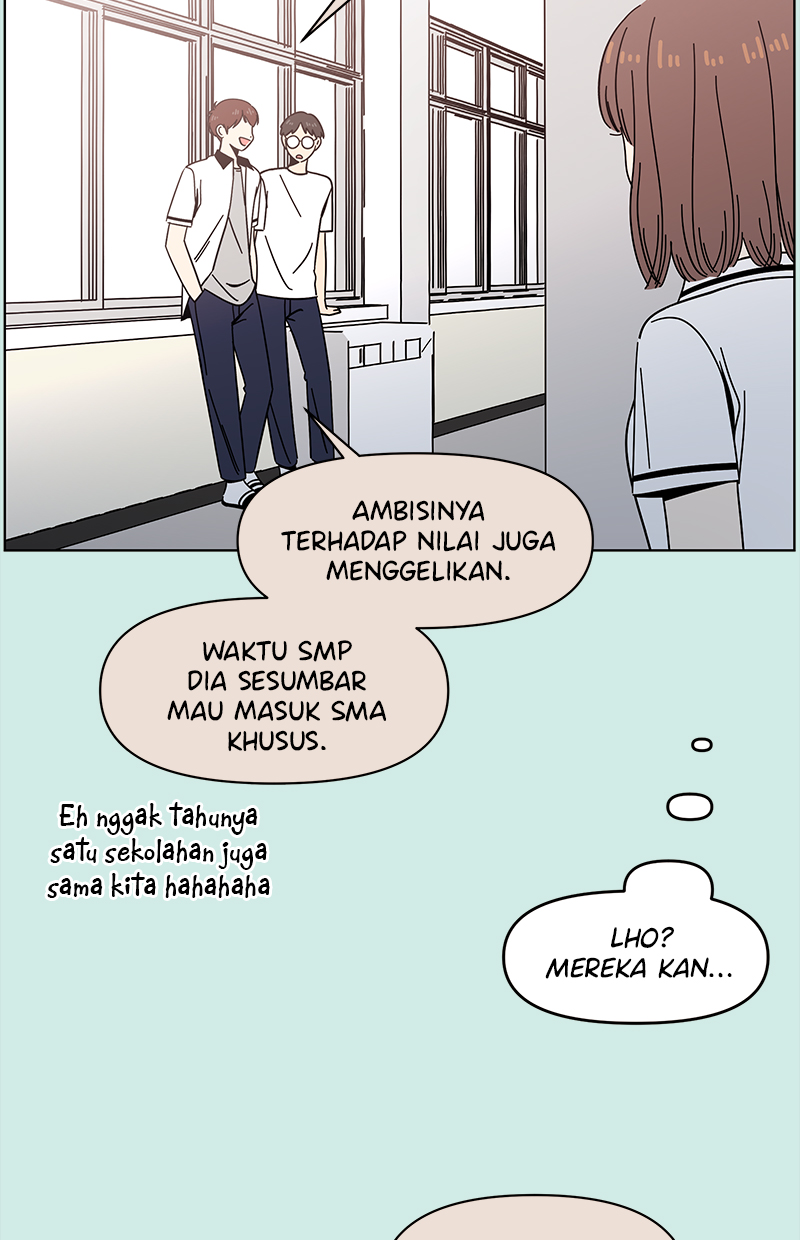 AMBISINYA
TERHADAP NILAI JUGA
MENGGELIKAN.
WAKTU SMP
DIA SESUMBAR
MAU MASUK SMA
KHUSUS.
Eh nggak tahunya
satu sekolahan juga
sama kita hahahaha
LHO?
MEREKA KAN...